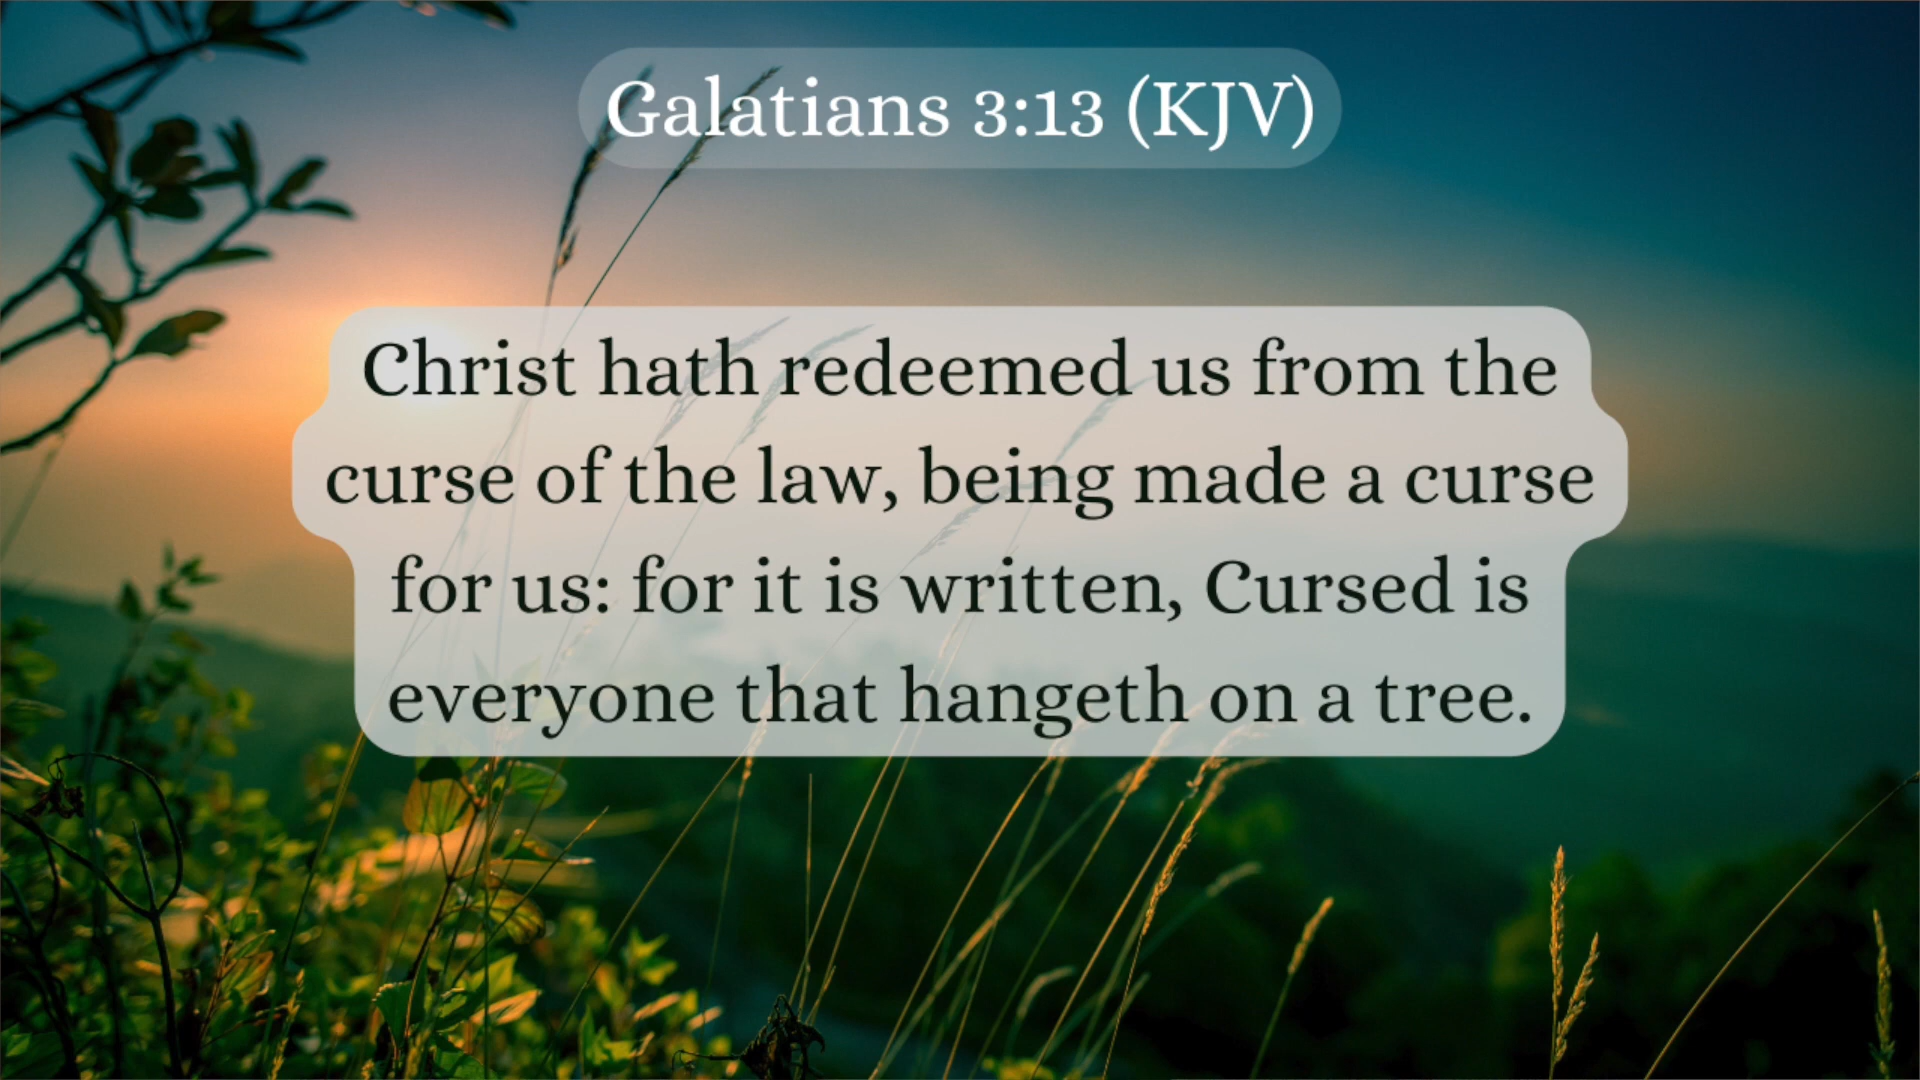 Galatians 3:13 (KJV)
Christ hath redeemed us from the
curse of the law, being made a curse
for us: for it is written, Cursed is
everyone that hangeth on a tree.